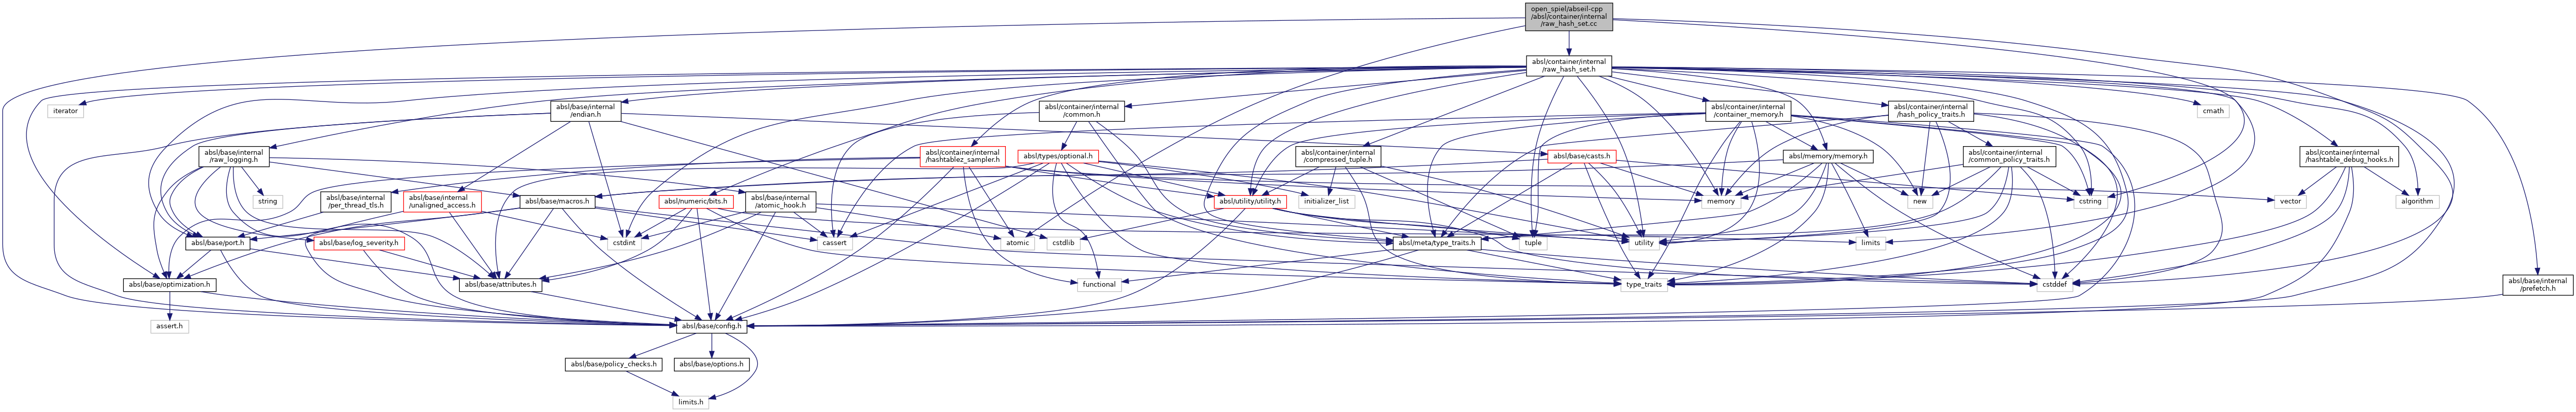 open_spiel/abseil-cpp
/absl/container/internal
/raw_hash_set.cc
absl/container/internal
/raw_hash_set.h
iterator
absl/base/internal
/endian.h
absl/container/internal
/common.h
absl/container/internal
/container_memory.h
absl/container/internal
/hash_policy_traits.h
cmath
absl/base/internal
/raw_logging.h
absl/container/internal
/hashtablez_sampler.h
absl/types/optional.h
absl/container/internal
/compressed_tuple.h
absl/base/casts.h
absl/memory/memory.h
absl/container/internal
/common_policy_traits.h
absl/container/internal
/hashtable_debug_hooks.h
string
absl/base/internal
/per_thread_tls.h
absl/base/internal
/unaligned_access.h
absl/base/macros.h
absl/numeric/bits.h
absl/base/internal
/atomic_hook.h
absl/utility/utility.h
initializer_list
memory
new
cstring
vector
algorithm
absl/base/port.h
absl/base/log_severity.h
cstdint
cassert
atomic
cstdlib
absl/meta/type_traits.h
tuple
utility
limits
absl/base/optimization.h
absl/base/attributes.h
functional
type_traits
cstddef
absl/base/internal
/prefetch.h
assert.h
absl/base/config.h
absl/base/policy_checks.h
absl/base/options.h
limits.h